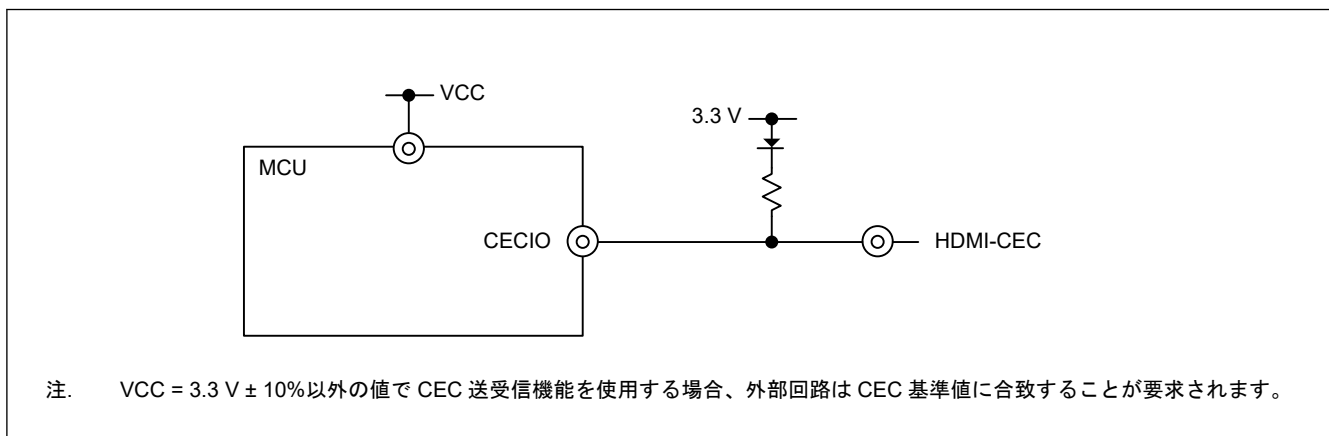 VCC
3.3 V
MCU
CECIO
HDMI-CEC
注. VCC = 3.3 V ± 10%以外の値で CEC 送受信機能を使用する場合、外部回路は CEC 基準値に合致することが要求されます。